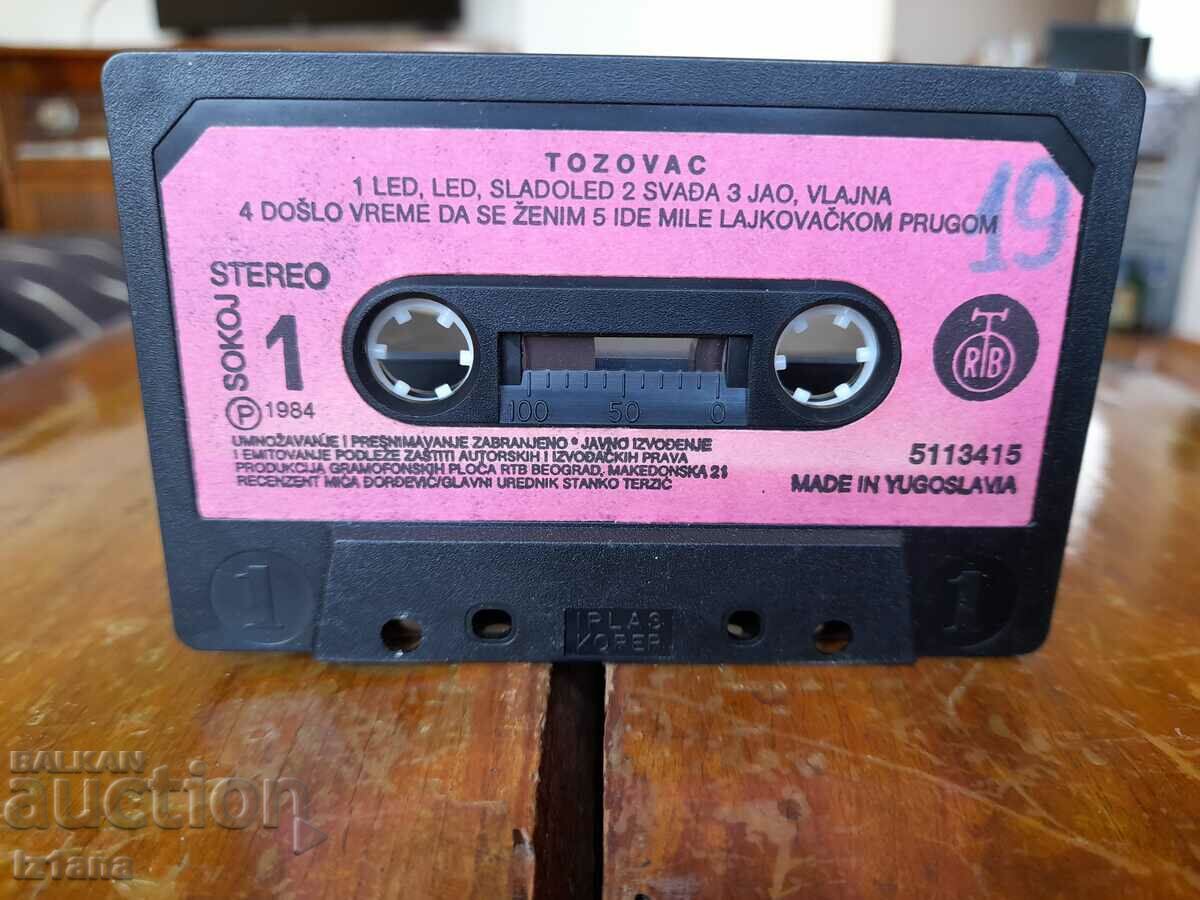 TOZOVAC
1 LED, LED, SLADOLED 2 SVAĐA 3 JAO, VLAJNA
4 DOŠLO VREME DA SE ŽENIM 5 IDE MILE LAJKOVAČKOM PRUGOM
19
STEREO
SOKOJ
1
Ⓟ 1984
RTB
100 50 0
UMNOŽAVANJE I PRESNIMAVANJE ZABRANJENO * JAVNO IZVOĐENJE
I EMITOVANJE PODLEŽE ZAŠTITI AUTORSKIH I IZVOĐAČKIH PRAVA
PRODUKCIJA GRAMOFONSKIH PLOČA RTB BEOGRAD, MAKEDONSKA 21
RECENZENT MIĆA ĐORĐEVIĆ/GLAVNI UREDNIK STANKO TERZIĆ
5113415
MADE IN YUGOSLAVIA
1
1
PLAS
KOPER
BALKAN
auction
izfana